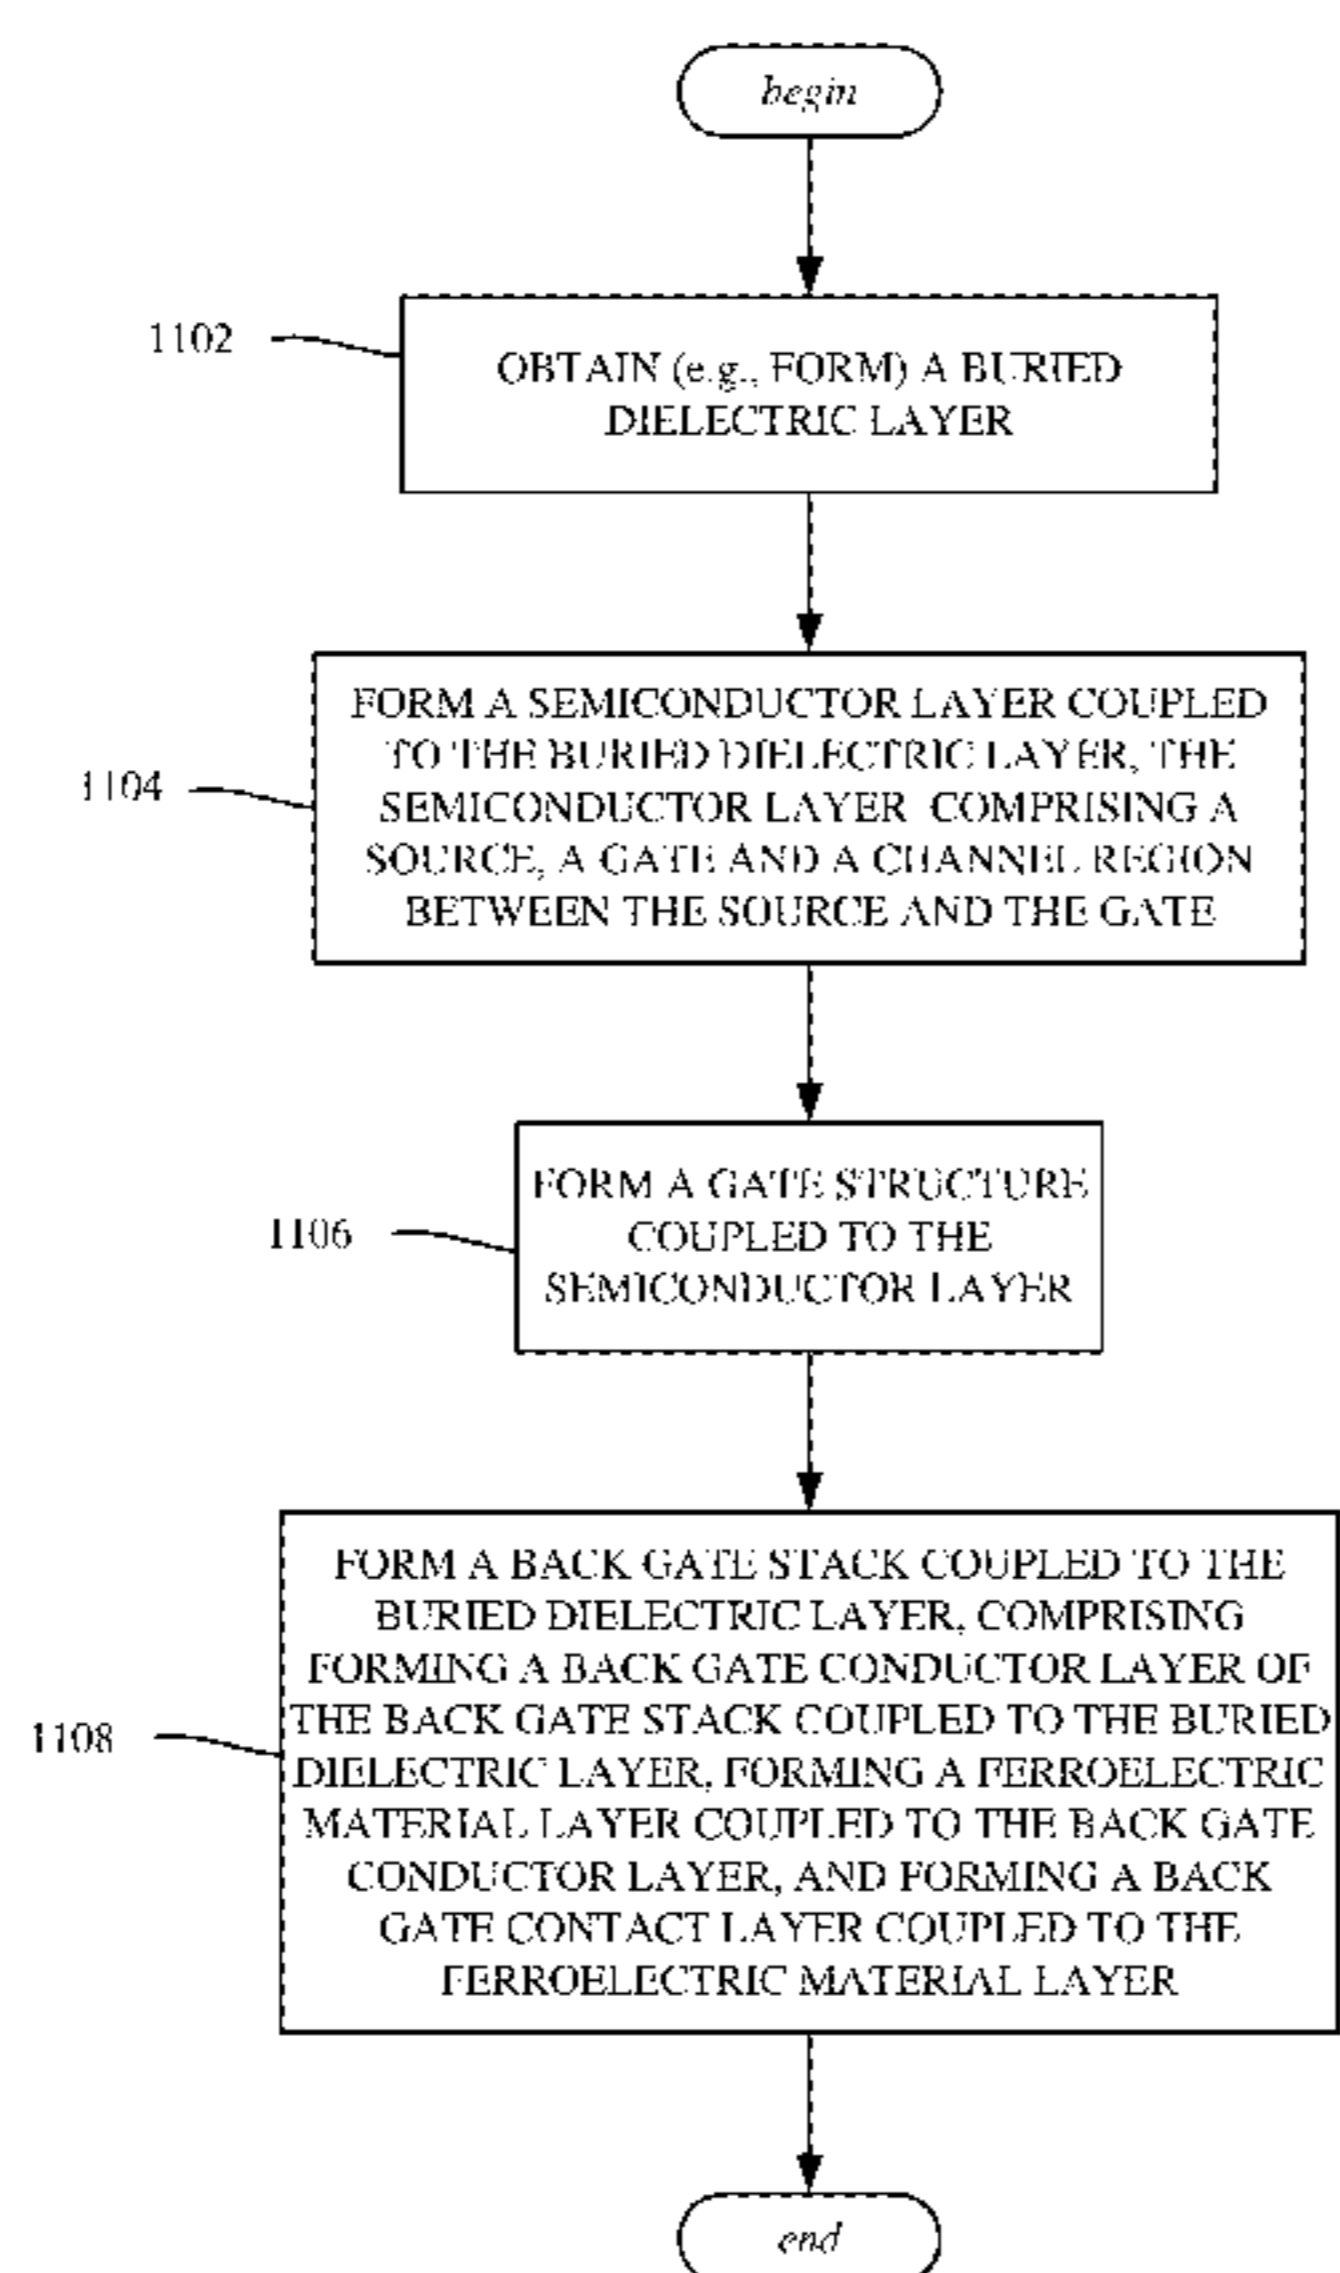 begin
1102
OBTAIN (e.g., FORM) A BURIED
DIELECTRIC LAYER
1104
FORM A SEMICONDUCTOR LAYER COUPLED
TO THE BURIED DIELECTRIC LAYER, THE
SEMICONDUCTOR LAYER COMPRISING A
SOURCE, A GATE AND A CHANNEL REGION
BETWEEN THE SOURCE AND THE GATE
1106
FORM A GATE STRUCTURE
COUPLED TO THE
SEMICONDUCTOR LAYER
1108
FORM A BACK GATE STACK COUPLED TO THE
BURIED DIELECTRIC LAYER, COMPRISING
FORMING A BACK GATE CONDUCTOR LAYER OF
THE BACK GATE STACK COUPLED TO THE BURIED
DIELECTRIC LAYER, FORMING A FERROELECTRIC
MATERIAL LAYER COUPLED TO THE BACK GATE
CONDUCTOR LAYER, AND FORMING A BACK
GATE CONTACT LAYER COUPLED TO THE
FERROELECTRIC MATERIAL LAYER
end